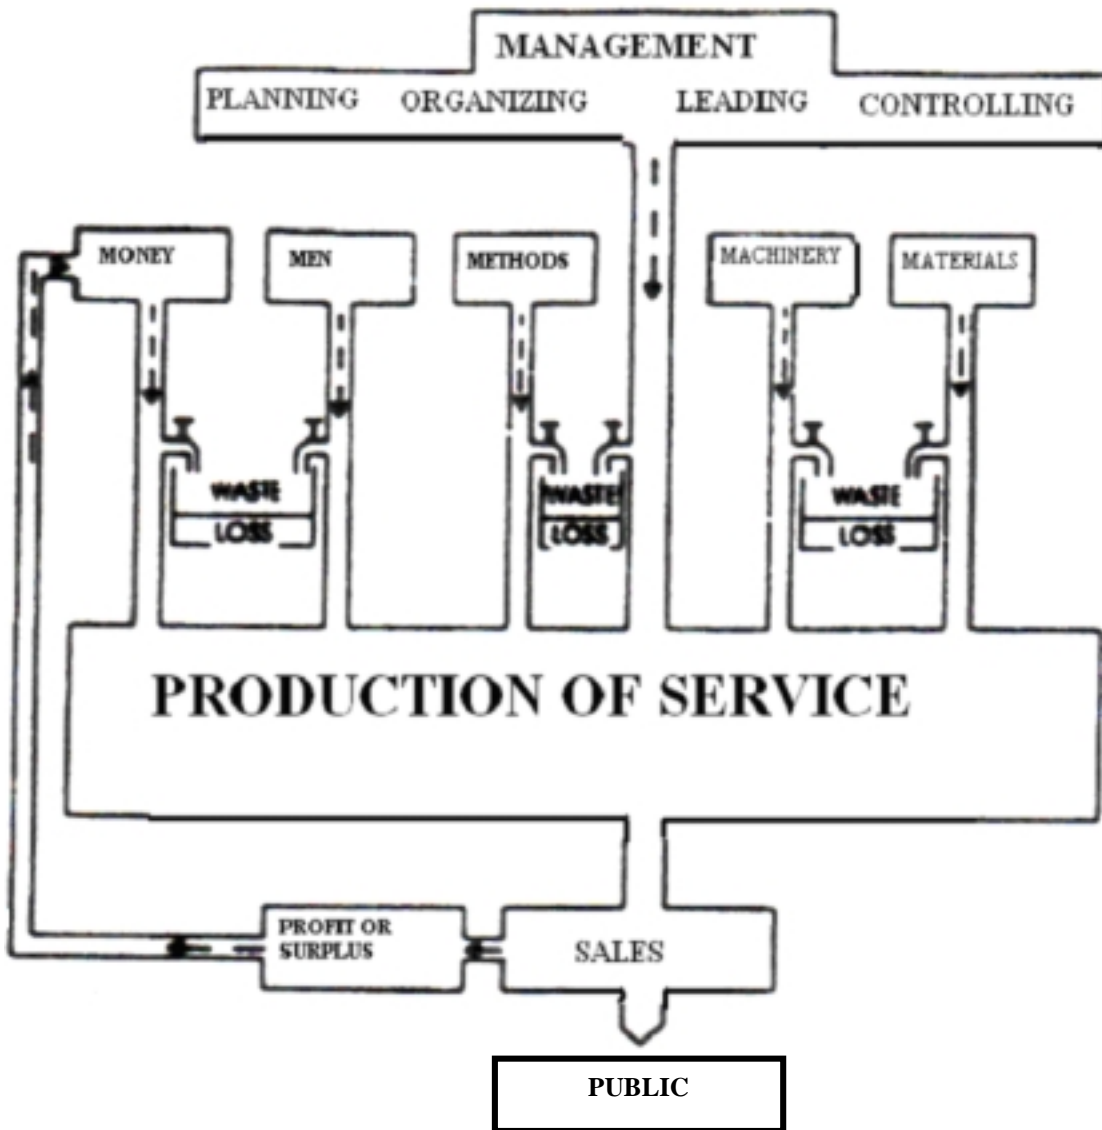 MANAGEMENT
PLANNING ORGANIZING LEADING CONTROLLING
MONEY MEN METHODS MACHINERY MATERIALS
WASTE WASTE WASTE
LOSS LOSS LOSS
PRODUCTION OF SERVICE
PROFIT OR
SURPLUS
SALES
PUBLIC